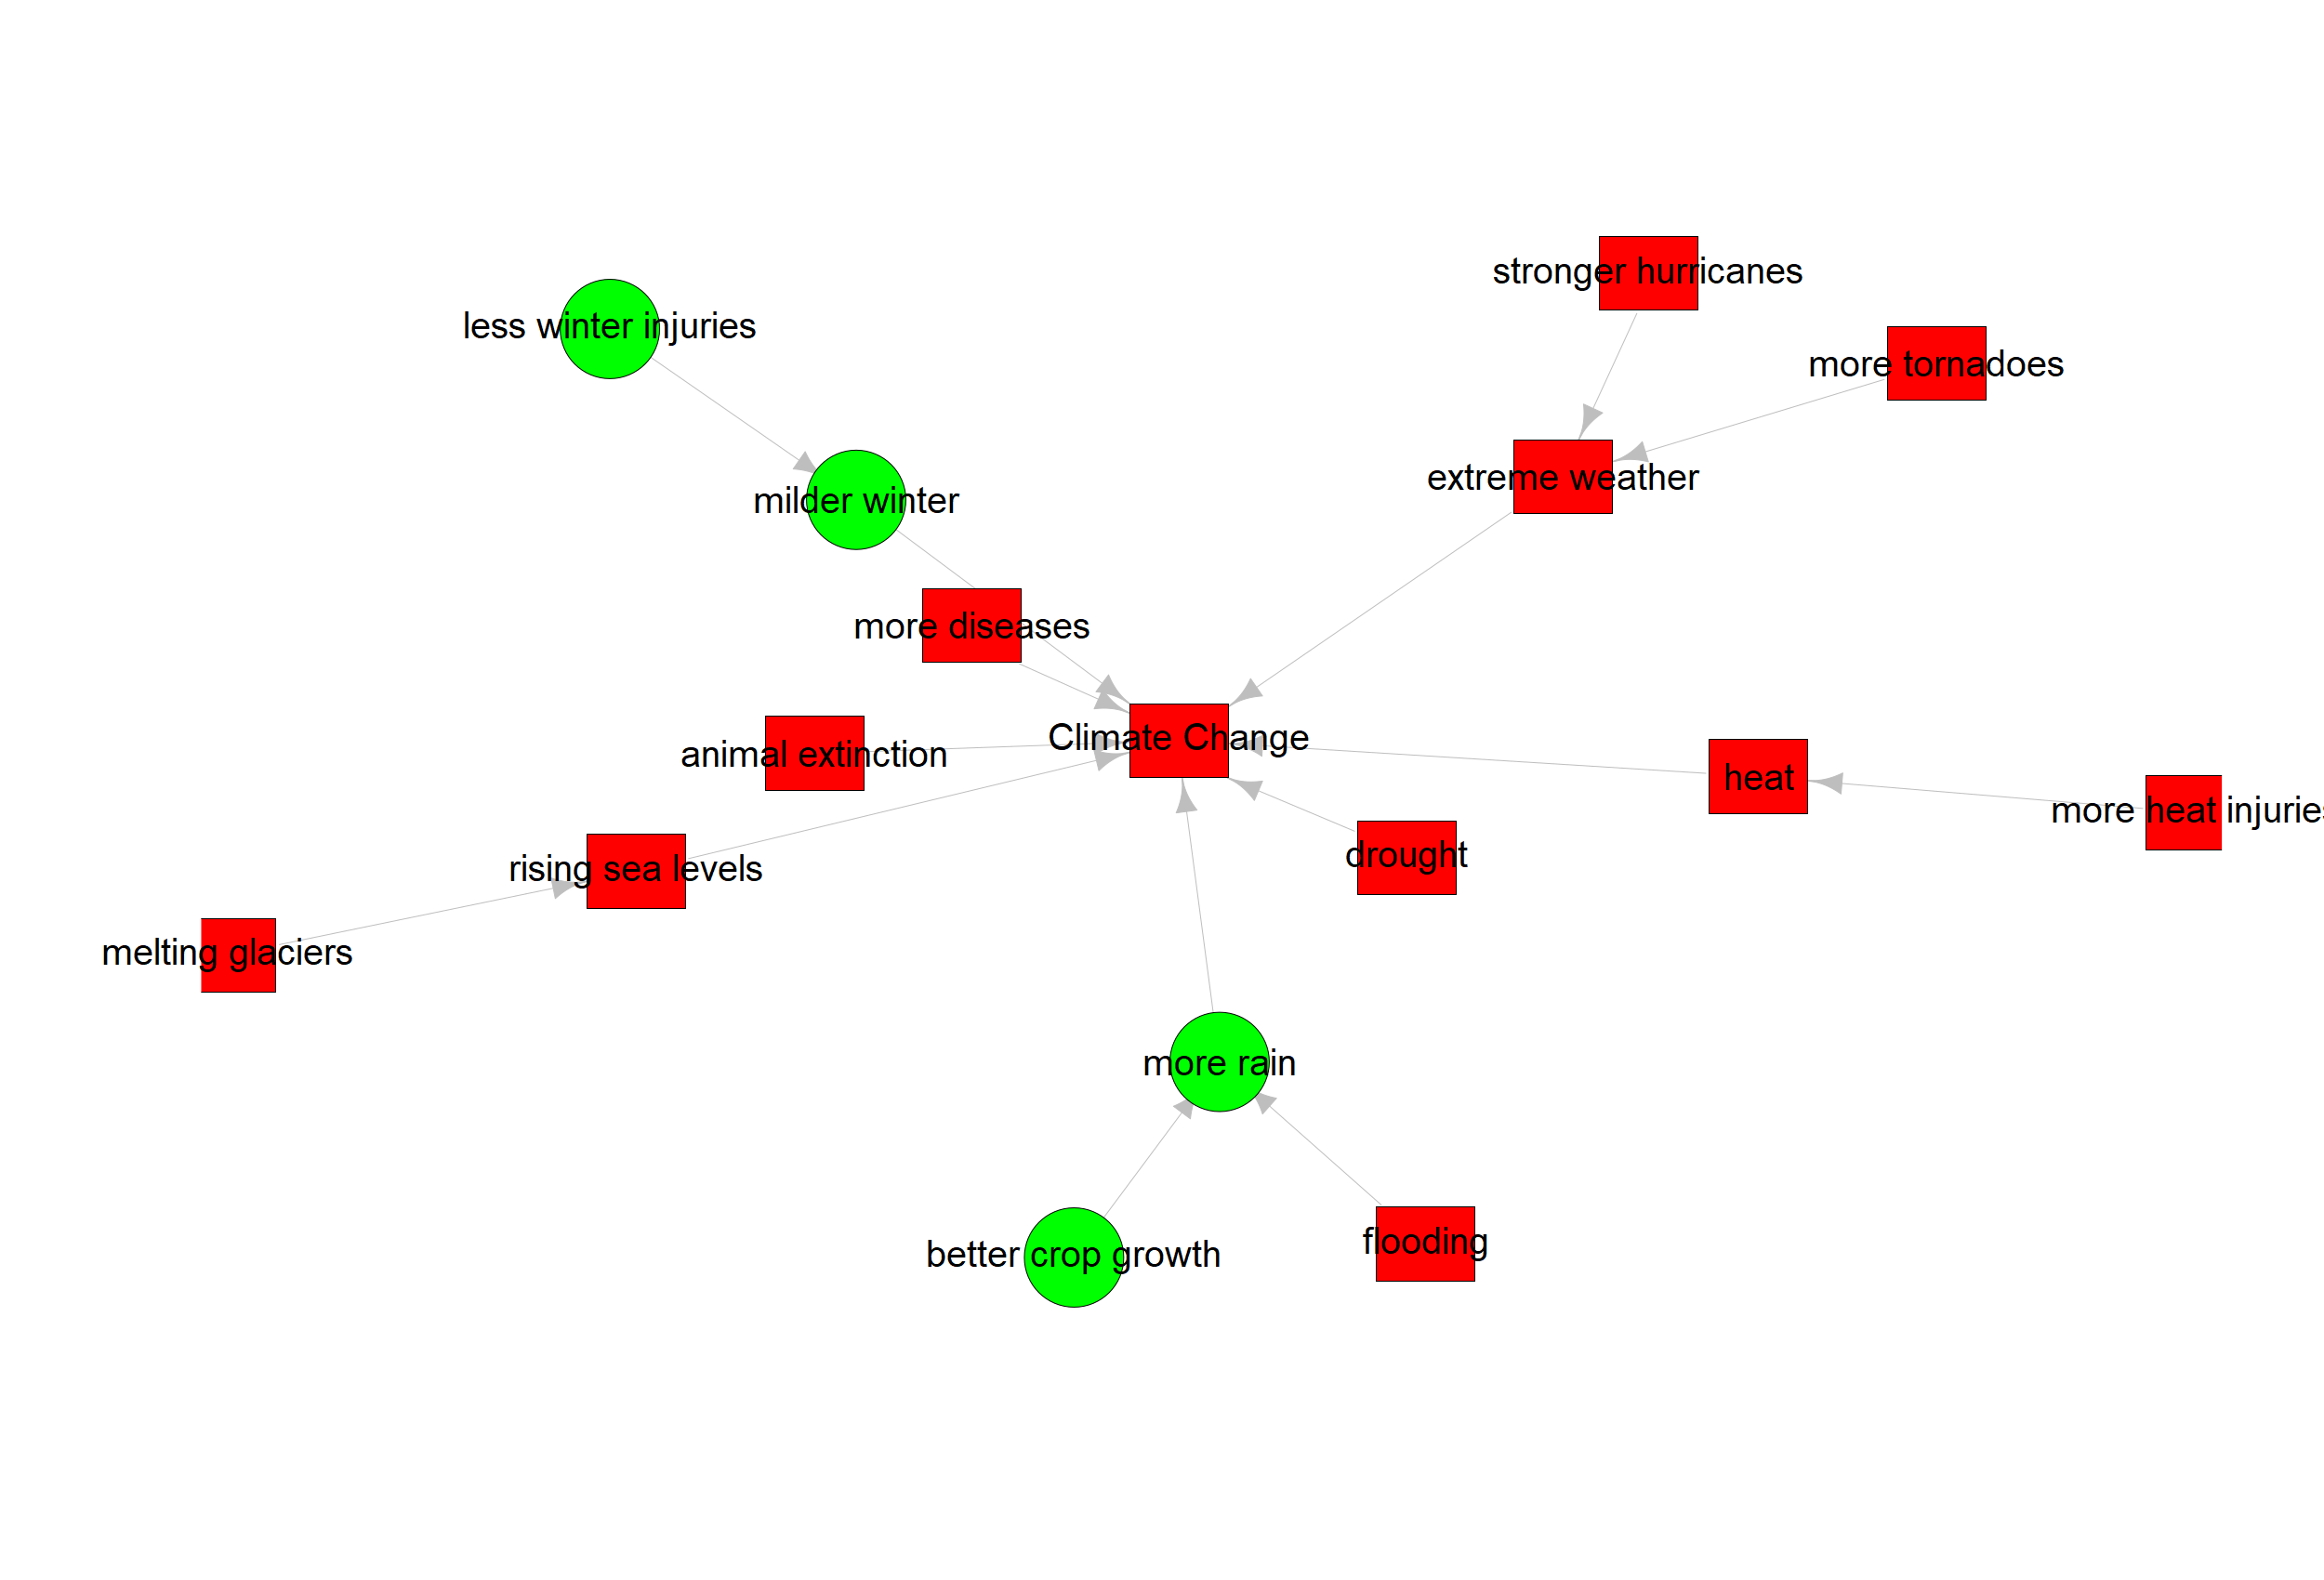 stronger hurricanes
less winter injuries
more tornadoes
extreme weather
milder winter
more diseases
Climate Change
animal extinction
heat
more heat injuries
drought
rising sea levels
melting glaciers
more rain
flooding
better crop growth